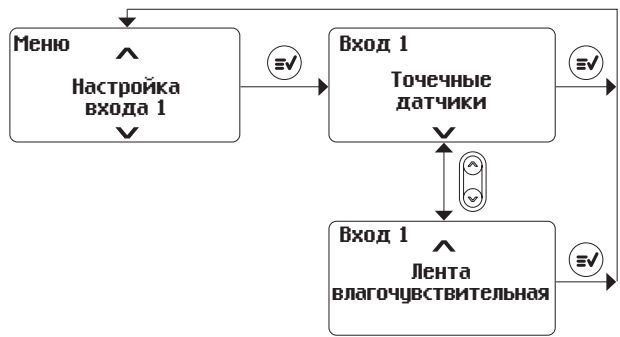 Меню
Настройка
входа 1
Вход 1
Точечные
датчики
Вход 1
Лента
влагочувствительная